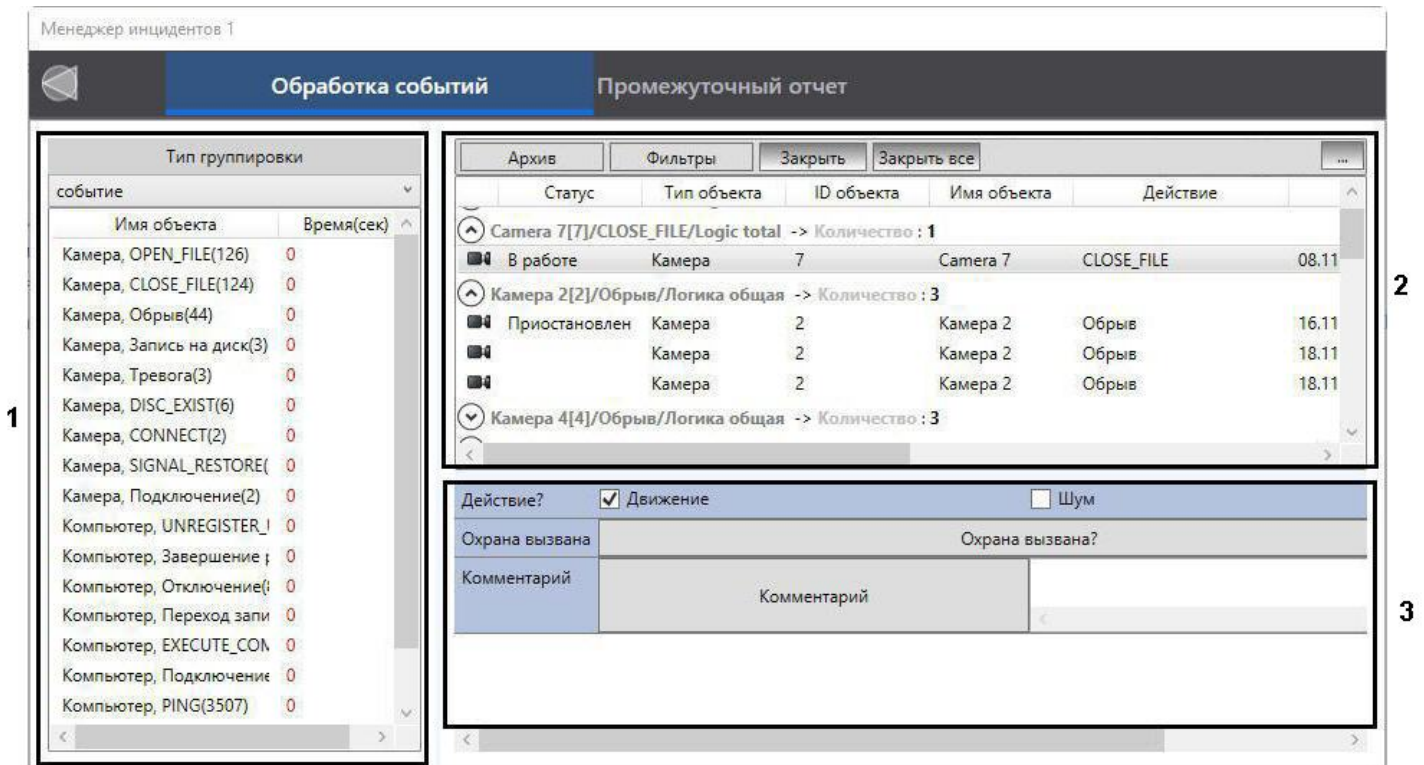 Менеджер инцидентов 1
Обработка событий Промежуточный отчет
1
Тип группировки
событие
Имя объекта Время(сек)
Камера, OPEN_FILE(126) 0
Камера, CLOSE_FILE(124) 0
Камера, Обрыв(44) 0
Камера, Запись на диск(3) 0
Камера, Тревога(3) 0
Камера, DISC_EXIST(6) 0
Камера, CONNECT(2) 0
Камера, SIGNAL_RESTORE( 0
Камера, Подключение(2) 0
Компьютер, UNREGISTER_ 0
Компьютер, Завершение 0
Компьютер, Отключение( 0
Компьютер, Переход запи 0
Компьютер, EXECUTE_COM 0
Компьютер, Подключение 0
Компьютер, PING(3507) 0
2
Архив Фильтры Закрыть Закрыть все ...
Статус Тип объекта ID объекта Имя объекта Действие
Camera 7[7]/CLOSE_FILE/Logic total -> Количество : 1
В работе Камера 7 Camera 7 CLOSE_FILE 08.11
Камера 2[2]/Обрыв/Логика общая -> Количество : 3
Приостановлен Камера 2 Камера 2 Обрыв 16.11
Камера 2 Камера 2 Обрыв 18.11
Камера 2 Камера 2 Обрыв 18.11
Камера 4[4]/Обрыв/Логика общая -> Количество : 3
3
Действие? Движение Шум
Охрана вызвана Охрана вызвана?
Комментарий Комментарий